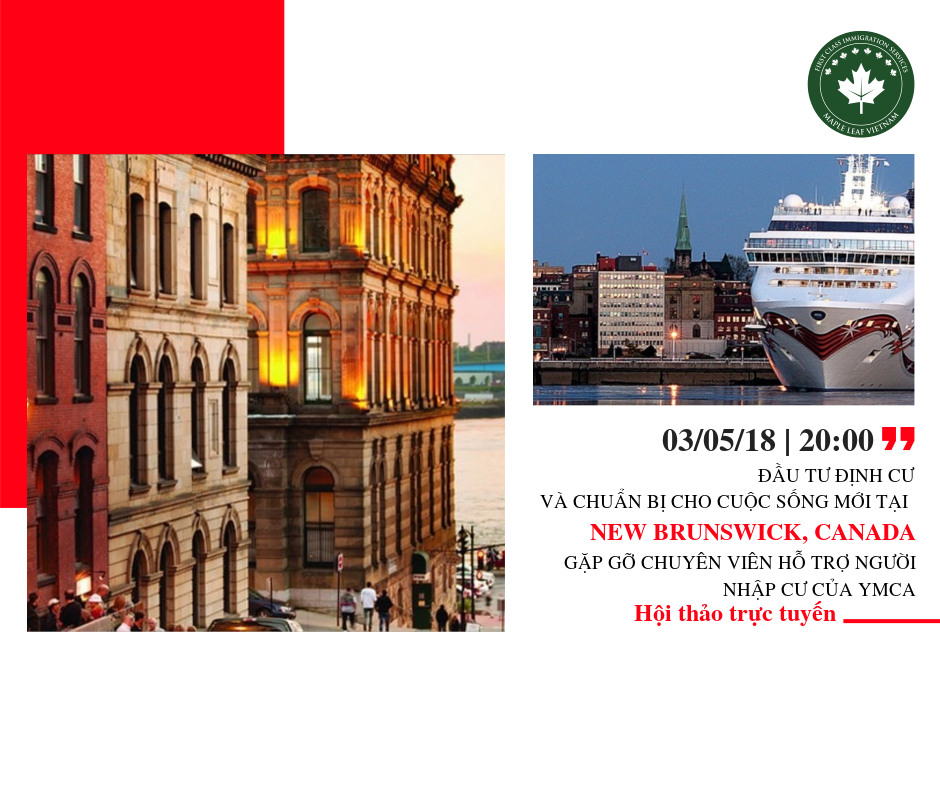 FIRST CLASS IMMIGRATION SERVICES
MAPLE LEAF VIETNAM
03/05/18 | 20:00
ĐẦU TƯ ĐỊNH CƯ
VÀ CHUẨN BỊ CHO CUỘC SỐNG MỚI TẠI
NEW BRUNSWICK, CANADA
GẶP GỠ CHUYÊN VIÊN HỖ TRỢ NGƯỜI
NHẬP CƯ CỦA YMCA
Hội thảo trực tuyến